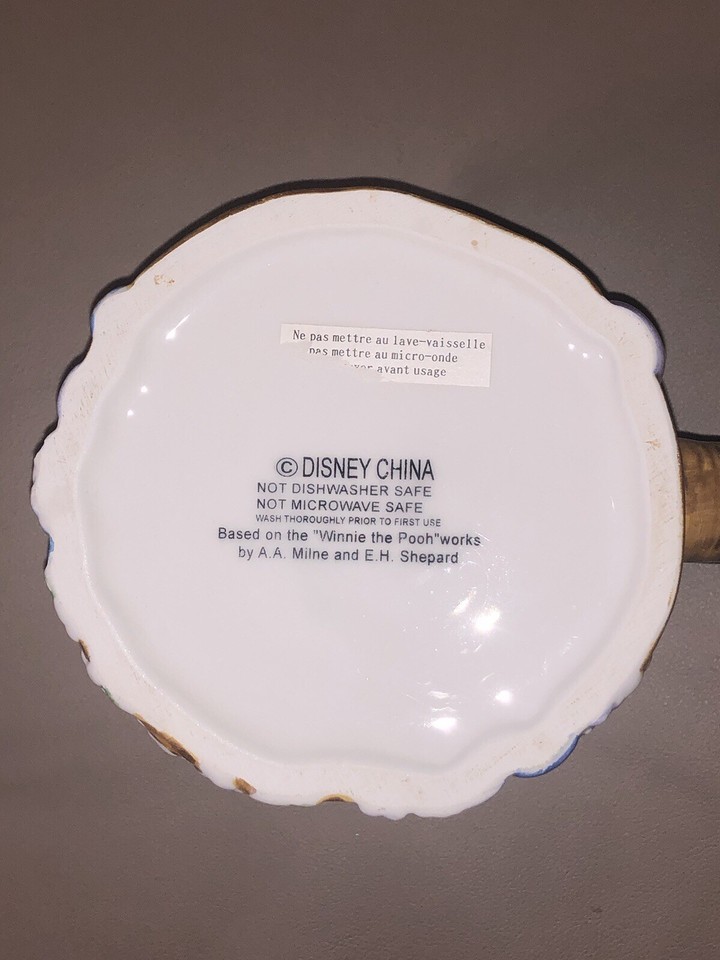 Ne pas mettre au lave-vaisselle
pas mettre au micro-onde
avant usage
© DISNEY CHINA
NOT DISHWASHER SAFE
NOT MICROWAVE SAFE
WASH THOROUGHLY PRIOR TO FIRST USE
Based on the "Winnie the Pooh"works
by A.A. Milne and E.H. Shepard